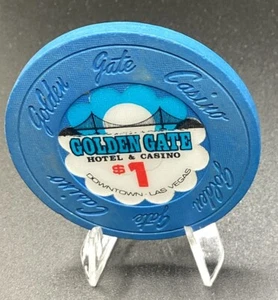 Golden Gate Casino
GOLDEN GATE
HOTEL & CASINO
$1
DOWNTOWN · LAS VEGAS
Golden Gate Casino